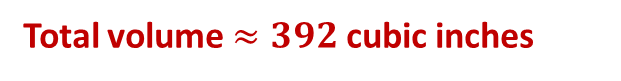 Total volume ≈ 392 cubic inches